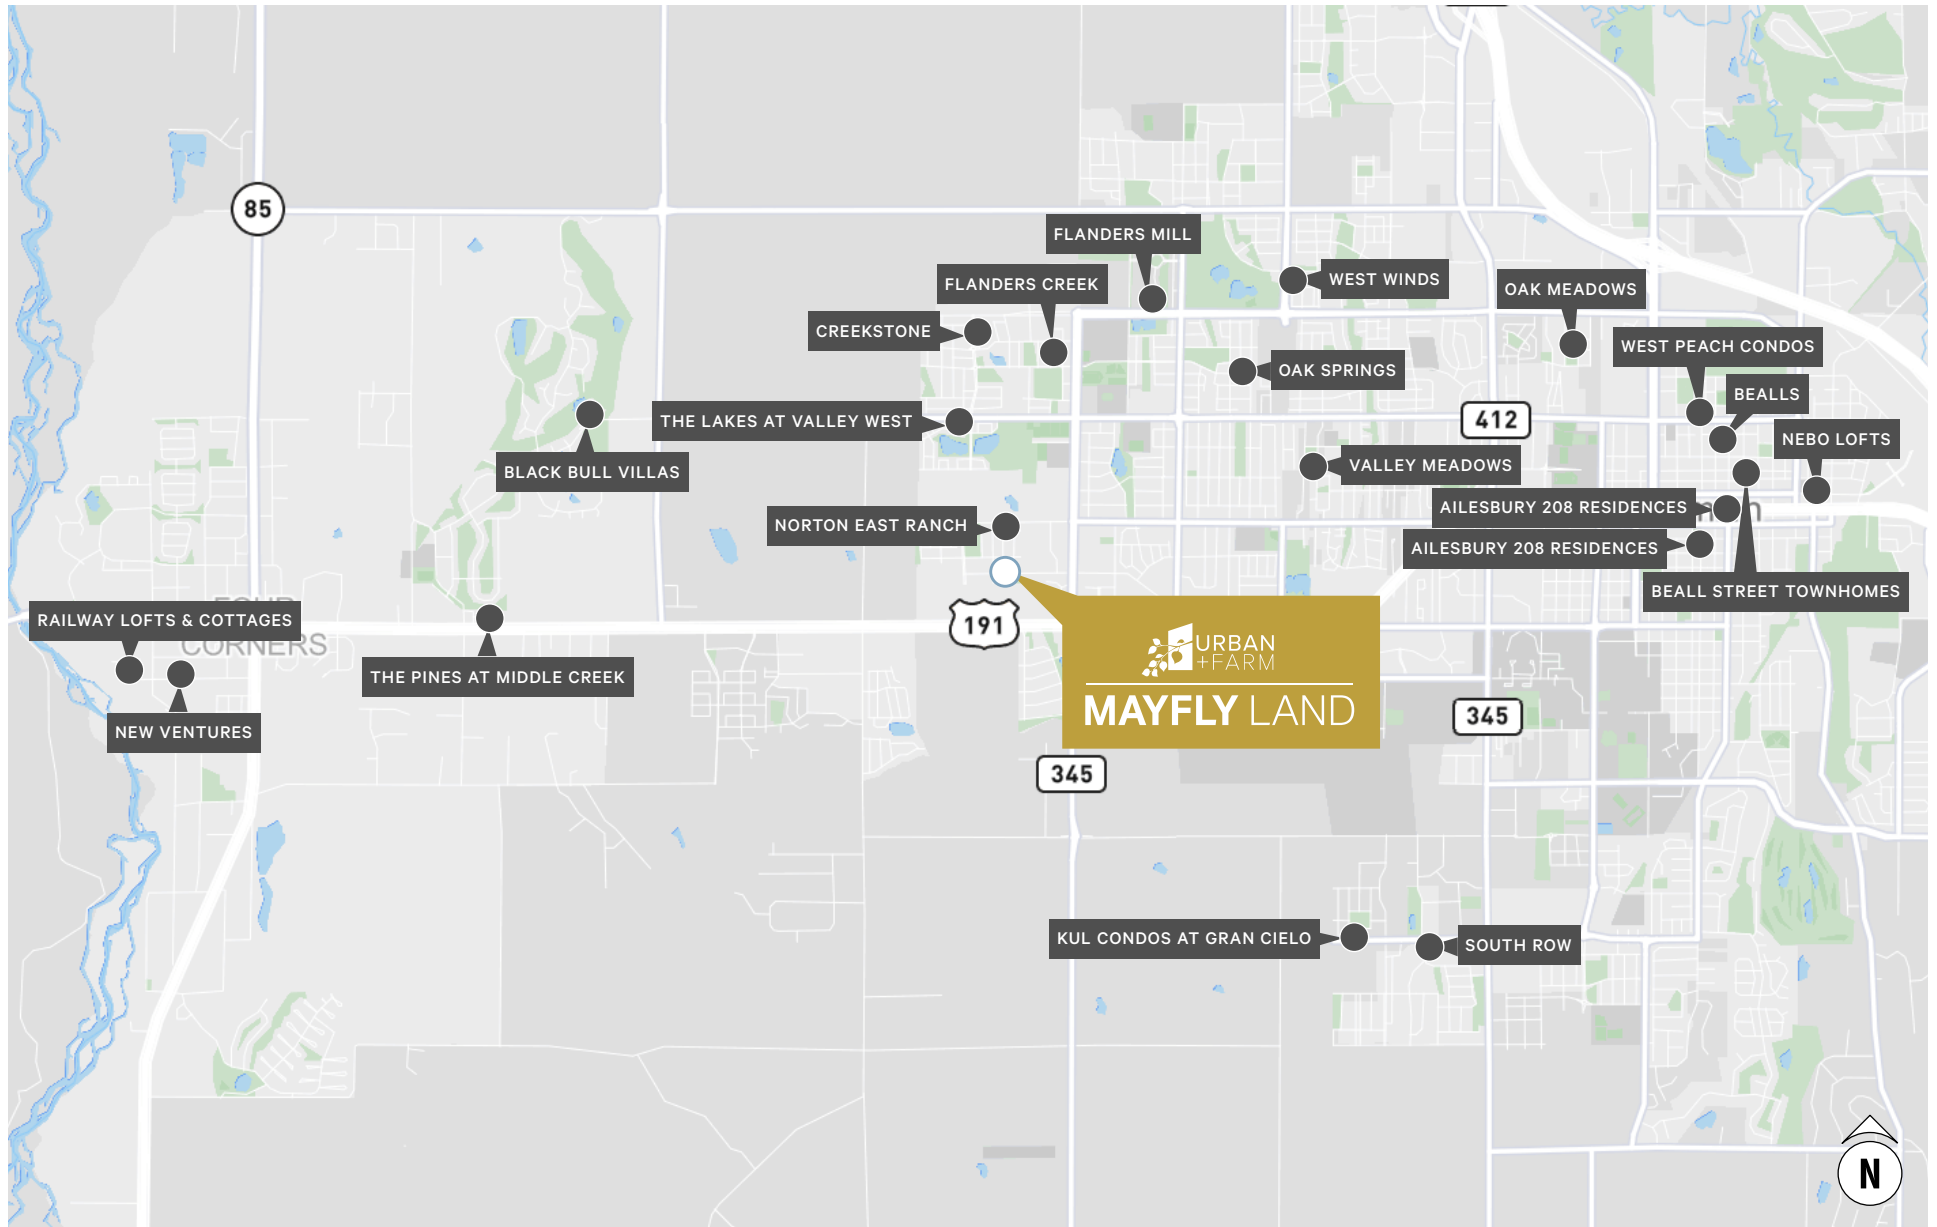 85
FLANDERS MILL
FLANDERS CREEK
WEST WINDS
OAK MEADOWS
CREEKSTONE
WEST PEACH CONDOS
OAK SPRINGS
BEALLS
THE LAKES AT VALLEY WEST
412
NEBO LOFTS
BLACK BULL VILLAS
VALLEY MEADOWS
AILESBURY 208 RESIDENCES
NORTON EAST RANCH
AILESBURY 208 RESIDENCES
BEALL STREET TOWNHOMES
RAILWAY LOFTS & COTTAGES
FOUR
CORNERS
191
THE PINES AT MIDDLE CREEK
URBAN
+FARM
MAYFLY LAND
NEW VENTURES
345
345
KUL CONDOS AT GRAN CIELO
SOUTH ROW
N